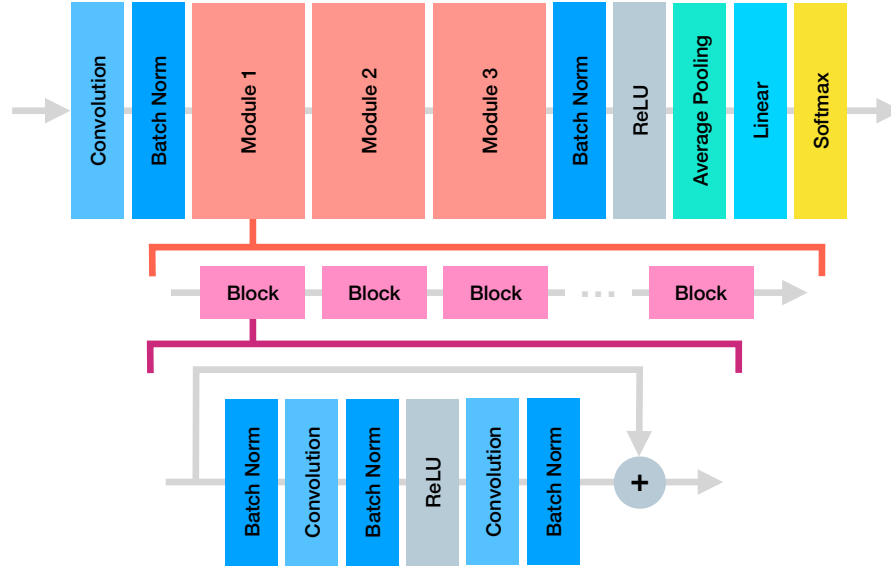 Convolution
Batch Norm
Module 1
Module 2
Module 3
Batch Norm
ReLU
Average Pooling
Linear
Softmax
Block
Block
Block
...
Block
Batch Norm
Convolution
Batch Norm
ReLU
Convolution
Batch Norm
+